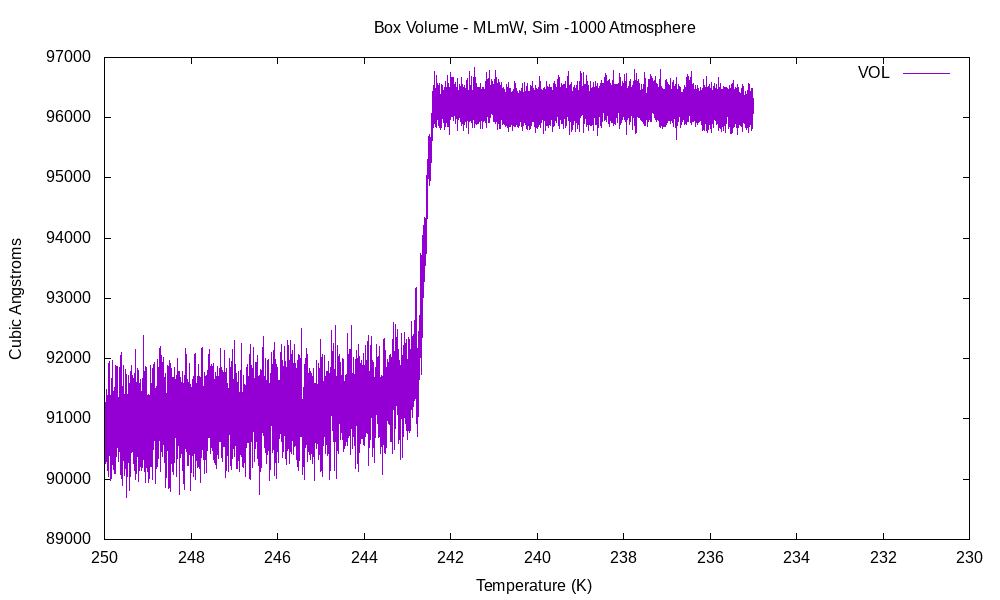 Box Volume - MLmW, Sim -1000 Atmosphere
VOL
97000
96000
95000
94000
93000
92000
91000
90000
89000
Cubic Angstroms
250 248 246 244 242 240 238 236 234 232 230
Temperature (K)